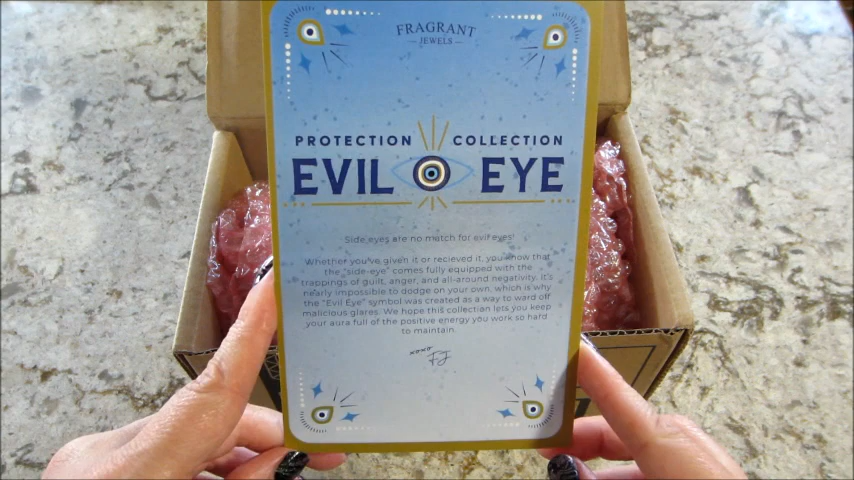 FRAGRANT
JEWELS
PROTECTION COLLECTION
EVIL EYE
Side eyes are no match for evil eyes!
Whether you've given it or recieved it, you know that
the "side-eye" comes fully equipped with the
trappings of guilt, anger, and all-around negativity. It's
nearly impossible to dodge on your own, which is why
the "Evil Eye" symbol was created as a way to ward off
malicious glares. We hope this collection lets you keep
your aura full of the positive energy you work so hard
to maintain.
xoxo
FJ